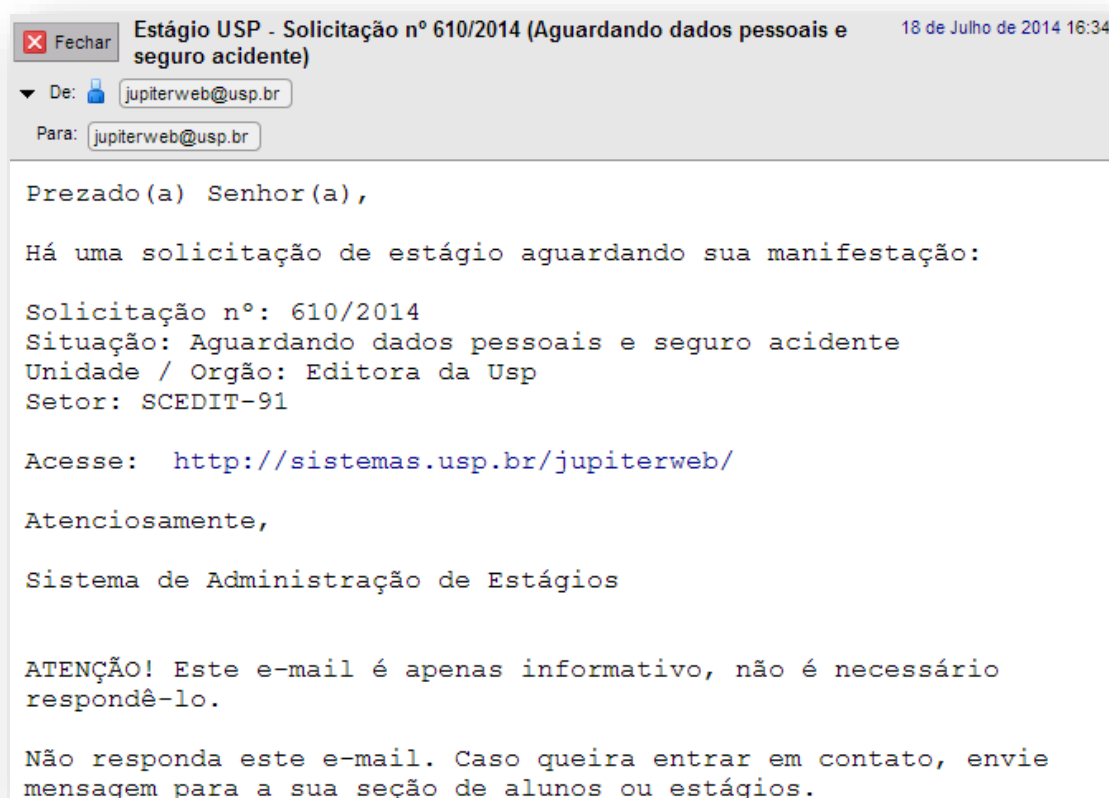 Fechar
Estágio USP - Solicitação nº 610/2014 (Aguardando dados pessoais e
seguro acidente)
18 de Julho de 2014 16:34
De: jupiterweb@usp.br
Para: jupiterweb@usp.br
Prezado(a) Senhor(a),
Há uma solicitação de estágio aguardando sua manifestação:
Solicitação nº: 610/2014
Situação: Aguardando dados pessoais e seguro acidente
Unidade / Orgão: Editora da Usp
Setor: SCEDIT-91
Acesse: http://sistemas.usp.br/jupiterweb/
Atenciosamente,
Sistema de Administração de Estágios
ATENÇÃO! Este e-mail é apenas informativo, não é necessário
respondê-lo.
Não responda este e-mail. Caso queira entrar em contato, envie
mensagem para a sua seção de alunos ou estágios.